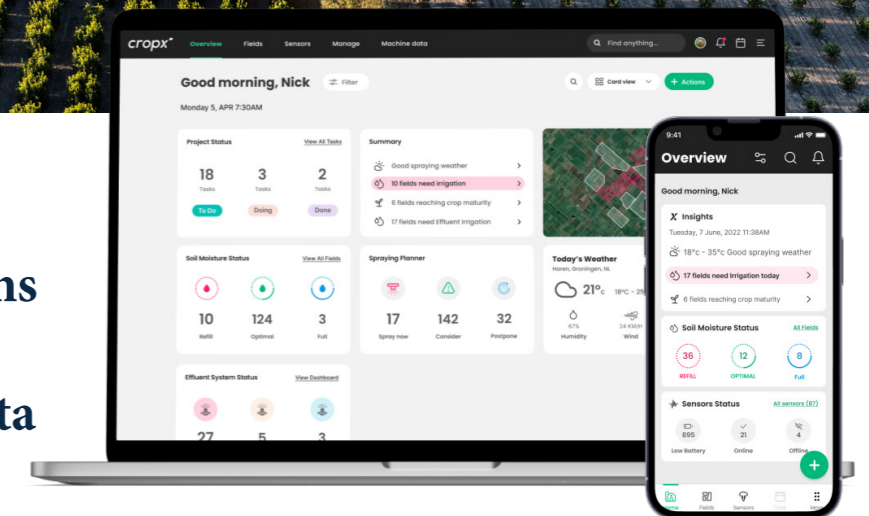 ns
ta
cropx
Overview Fields Sensors Manage Machine data
Find anything...
Good morning, Nick
Filter
Card view
+ Actions
Monday 5, APR 7:30AM
Project Status View All Tasks
18 3 2
Tasks Tasks Tasks
To Do Doing Done
Summary
Good spraying weather
10 fields need irrigation
6 fields reaching crop maturity
17 fields need Effluent Irrigation
Soil Moisture Status View All Fields
10 124 3
Refill Optimal Full
Spraying Planner
17 142 32
Spray now Consider Postpone
Today's Weather
Haren, Groningen, NL
21°c 18°C - 25
67% 24 KM/H
Humidity Wind
Effluent System Status View Dashboard
27 5 3
9:41
Overview
Good morning, Nick
Insights
Tuesday, 7 June, 2022 11:38AM
18°c - 35°c Good spraying weather
17 fields need Irrigation today
6 fields reaching crop maturity
Soil Moisture Status All Fields
36 12 8
REFILL OPTIMAL Full
Sensors Status All sensors (87)
895 21 4
Low Battery Online Offline
+
Home Fields Sensors